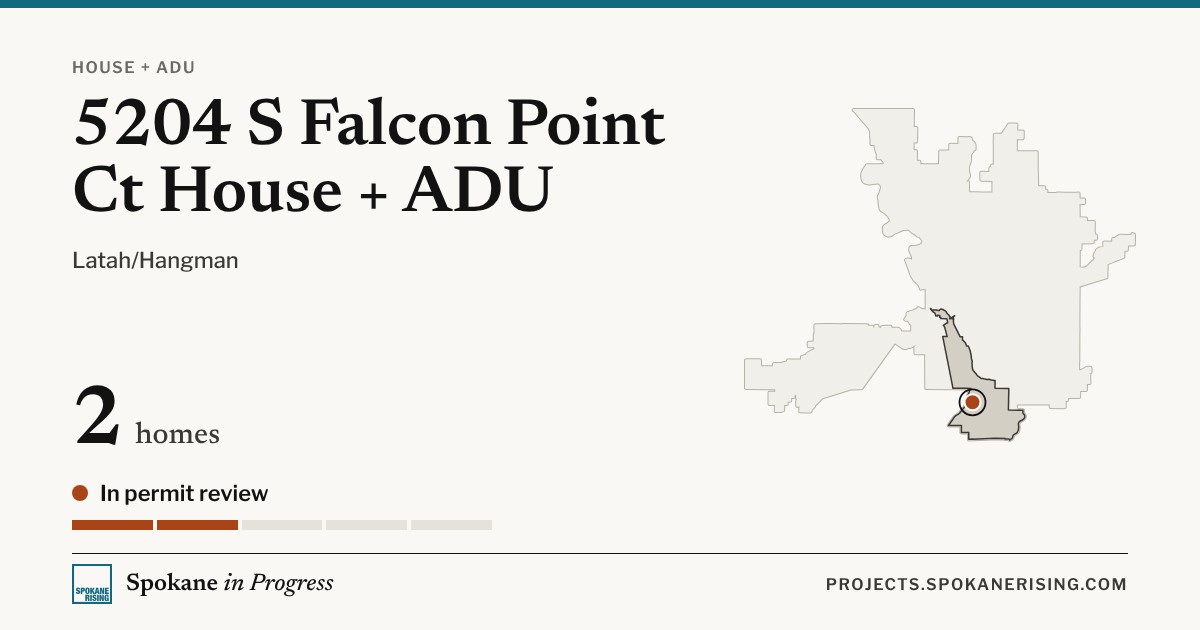 HOUSE + ADU
5204 S Falcon Point
Ct House + ADU
Latah/Hangman
2 homes
In permit review
SPOKANE
RISING
Spokane in Progress
PROJECTS.SPOKANERISING.COM